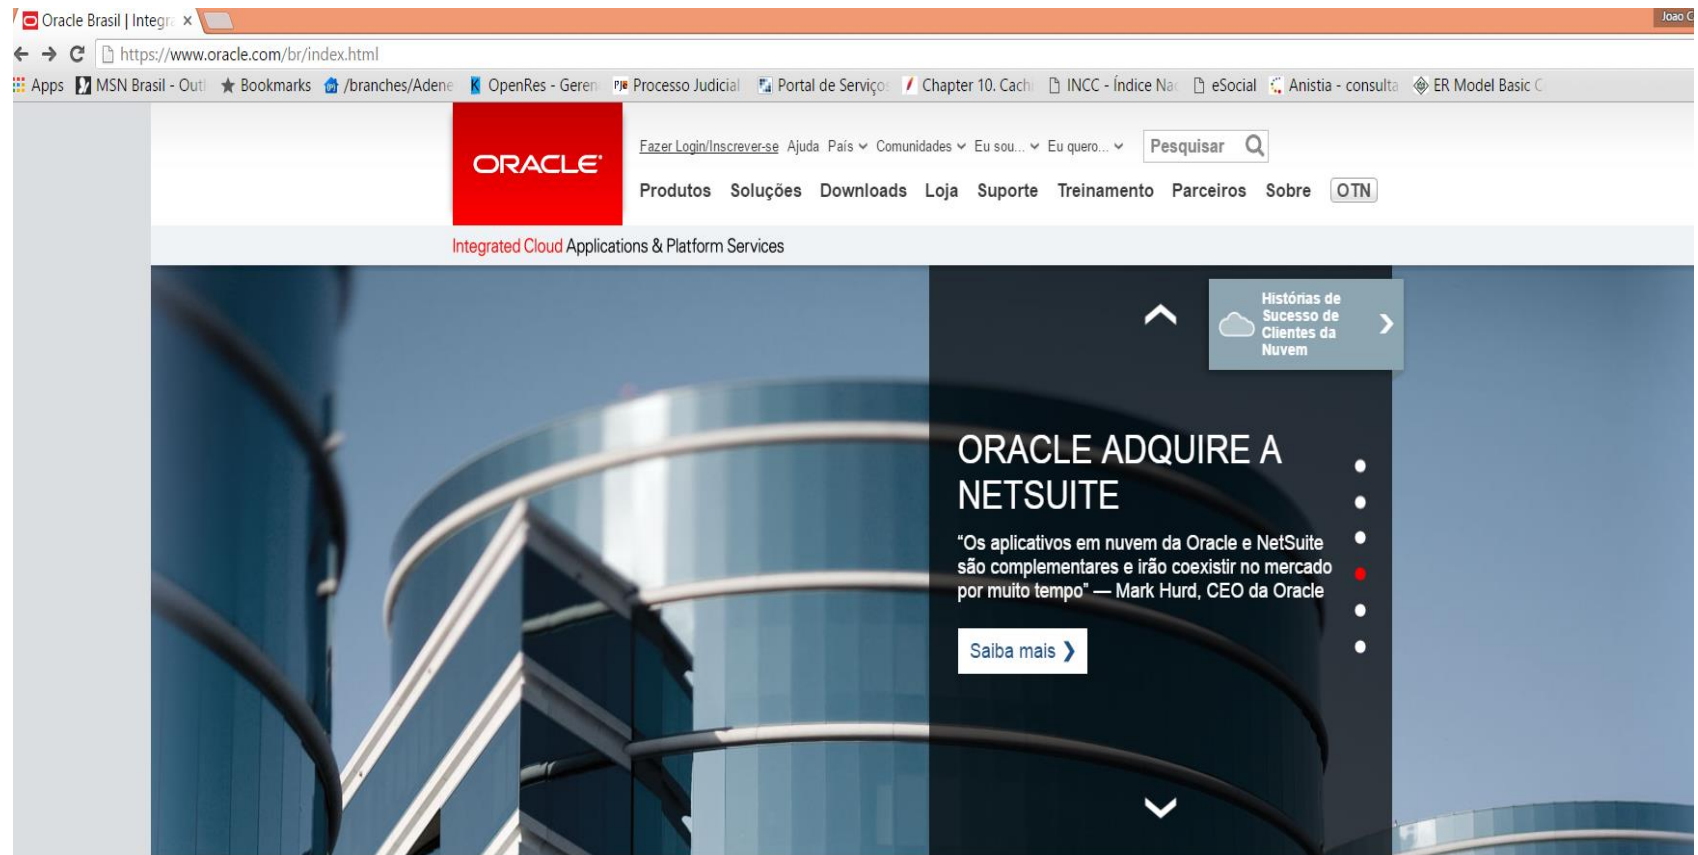 Oracle Brasil | Integr
Joao C
https://www.oracle.com/br/index.html
Apps MSN Brasil - Outl Bookmarks /branches/Adene OpenRes - Geren PJe Processo Judicial Portal de Serviços Chapter 10. Cach INCC - Índice Na eSocial Anistia - consulta ER Model Basic C
ORACLE
Fazer Login/Inscrever-se Ajuda País Comunidades Eu sou... Eu quero... Pesquisar
Produtos Soluções Downloads Loja Suporte Treinamento Parceiros Sobre OTN
Integrated Cloud Applications & Platform Services
Histórias de
Sucesso de
Clientes da
Nuvem
ORACLE ADQUIRE A
NETSUITE
“Os aplicativos em nuvem da Oracle e NetSuite
são complementares e irão coexistir no mercado
por muito tempo” — Mark Hurd, CEO da Oracle
Saiba mais